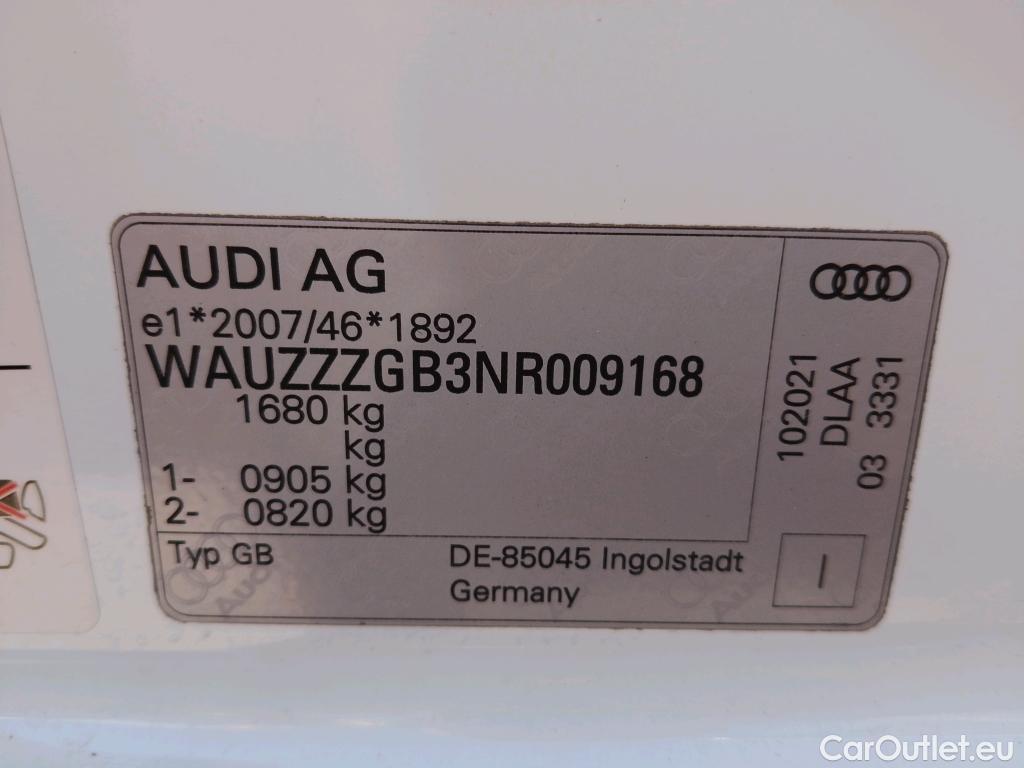 AUDI AG
e1*2007/46*1892
WAUZZZGB3NR009168
1680 kg
kg
1- 0905 kg
2- 0820 kg
Typ GB
DE-85045 Ingolstadt
Germany
102021
DLAA
03 3331
CarOutlet.eu